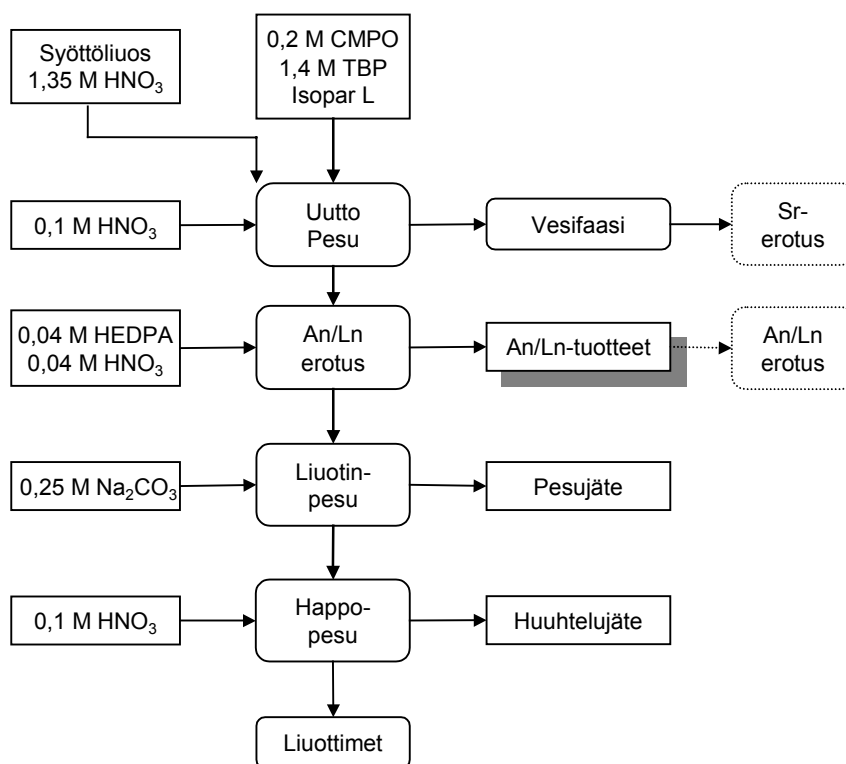 Syöttöliuos
1,35 M HNO₃
0,2 M CMPO
1,4 M TBP
Isopar L
0,1 M HNO₃
Uutto
Pesu
Vesifaasi
Sr-
erotus
0,04 M HEDPA
0,04 M HNO₃
An/Ln
erotus
An/Ln-tuotteet
An/Ln
erotus
0,25 M Na₂CO₃
Liuotin-
pesu
Pesujäte
0,1 M HNO₃
Happo-
pesu
Huuhtelujäte
Liuottimet